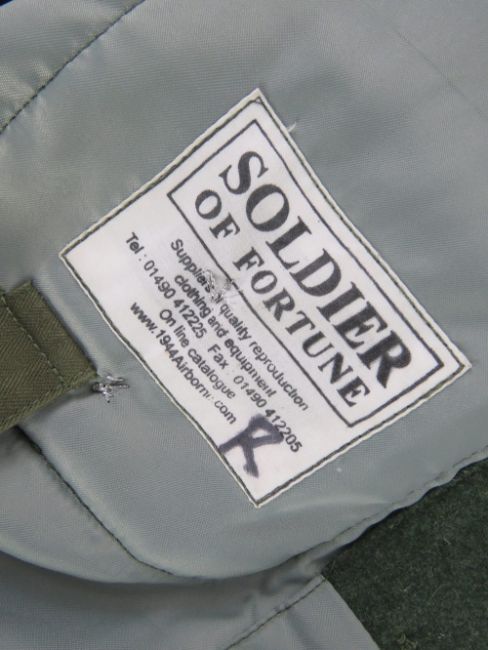 SOLDIER
OF FORTUNE
Suppliers quality reproduction
clothing and equipment
Tel : 01490 412225 Fax : 01490 412205
On line catalogue
www.1944Airborne.com
R